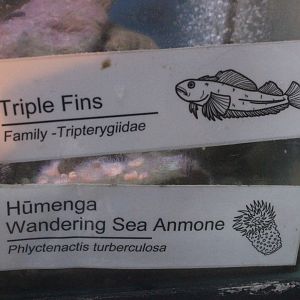 Triple Fins
Family -Tripterygiidae
Hūmenga
Wandering Sea Anmone
Phlyctenactis turberculosa